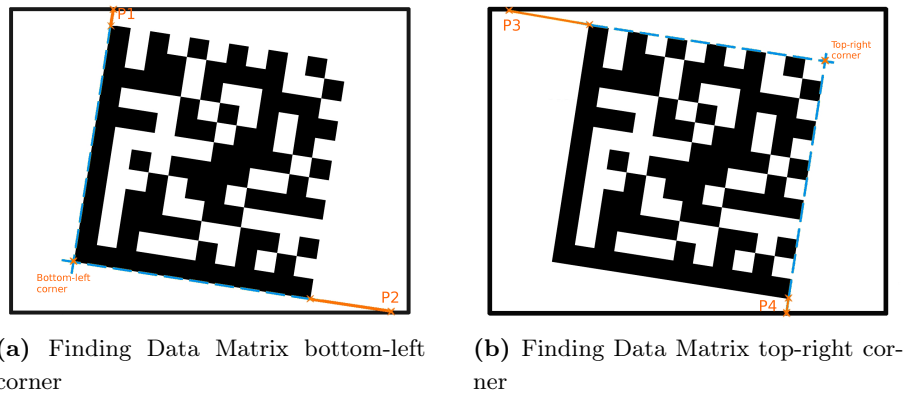 P1
P2
Bottom-left
corner
P3
Top-right
corner
P4
(a) Finding Data Matrix bottom-left
corner
(b) Finding Data Matrix top-right cor-
ner